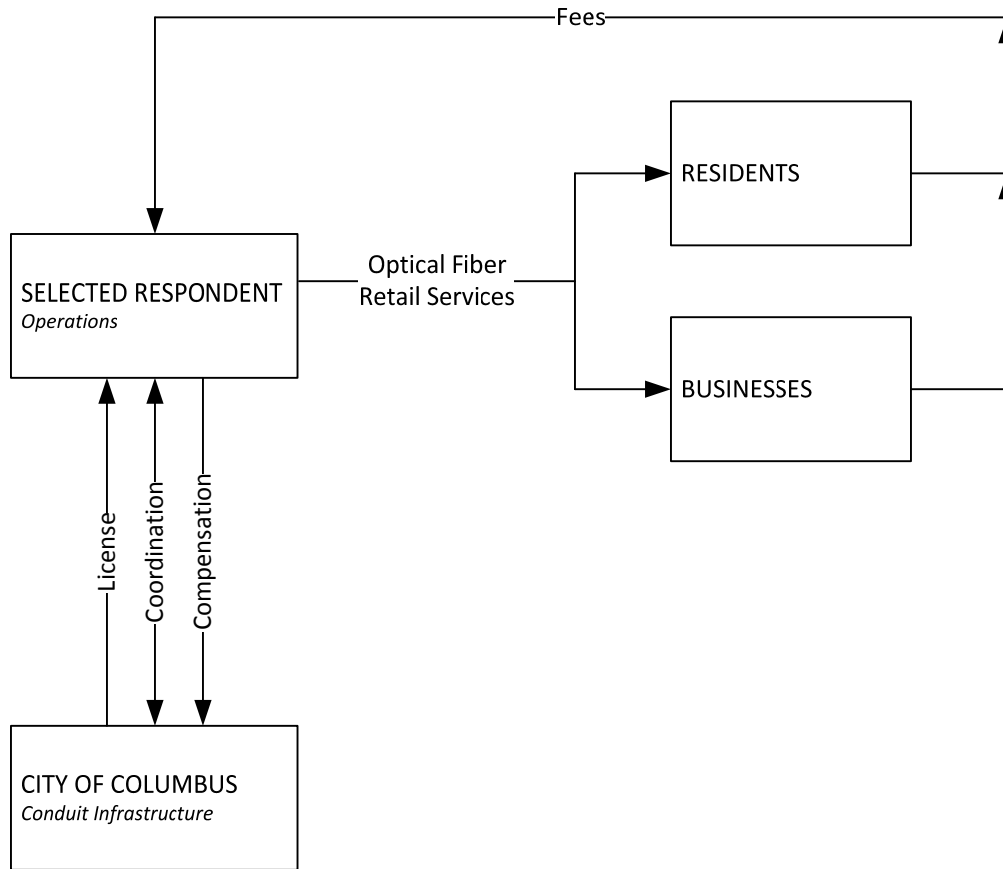 Fees
RESIDENTS
SELECTED RESPONDENT
Operations
Optical Fiber
Retail Services
BUSINESSES
License
Coordination
Compensation
CITY OF COLUMBUS
Conduit Infrastructure